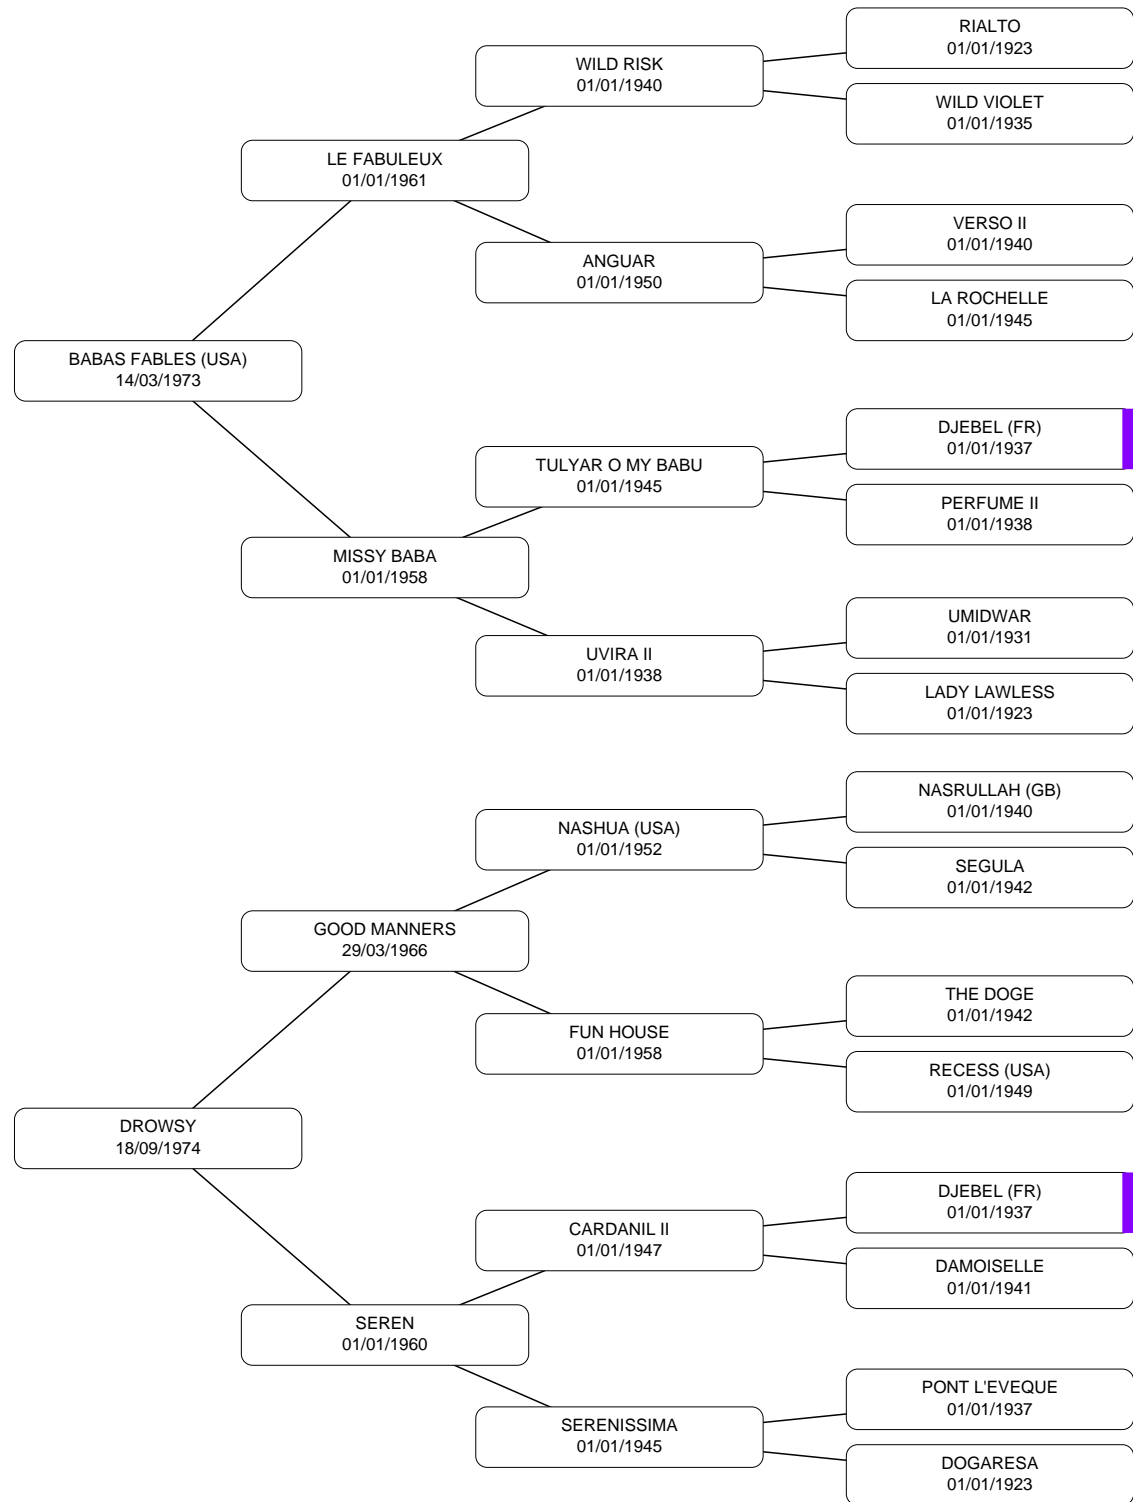 RIALTO
01/01/1923
WILD RISK
01/01/1940
WILD VIOLET
01/01/1935
LE FABULEUX
01/01/1961
VERSO II
01/01/1940
ANGUAR
01/01/1950
LA ROCHELLE
01/01/1945
BABAS FABLES (USA)
14/03/1973
DJEBEL (FR)
01/01/1937
TULYAR O MY BABU
01/01/1945
PERFUME II
01/01/1938
MISSY BABA
01/01/1958
UMIDWAR
01/01/1931
UVIRA II
01/01/1938
LADY LAWLESS
01/01/1923
NASRULLAH (GB)
01/01/1940
NASHUA (USA)
01/01/1952
SEGULA
01/01/1942
GOOD MANNERS
29/03/1966
THE DOGE
01/01/1942
FUN HOUSE
01/01/1958
RECESS (USA)
01/01/1949
DROWSY
18/09/1974
DJEBEL (FR)
01/01/1937
CARDANIL II
01/01/1947
DAMOISELLE
01/01/1941
SEREN
01/01/1960
PONT L'EVEQUE
01/01/1937
SERENISSIMA
01/01/1945
DOGARESA
01/01/1923